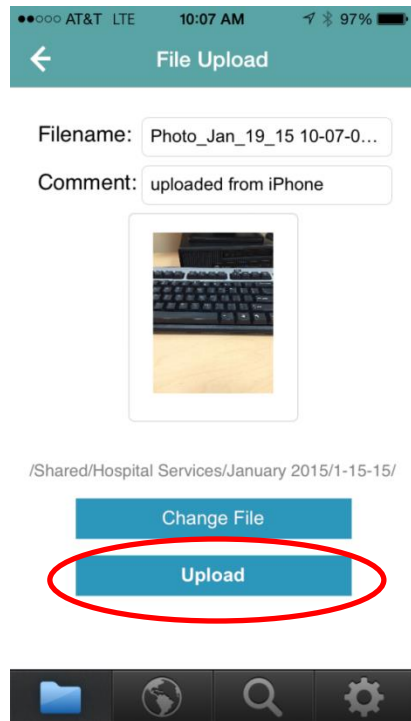 AT&T LTE 10:07 AM 97%
File Upload
Filename: Photo_Jan_19_15 10-07-0...
Comment: uploaded from iPhone
/Shared/Hospital Services/January 2015/1-15-15/
Change File
Upload